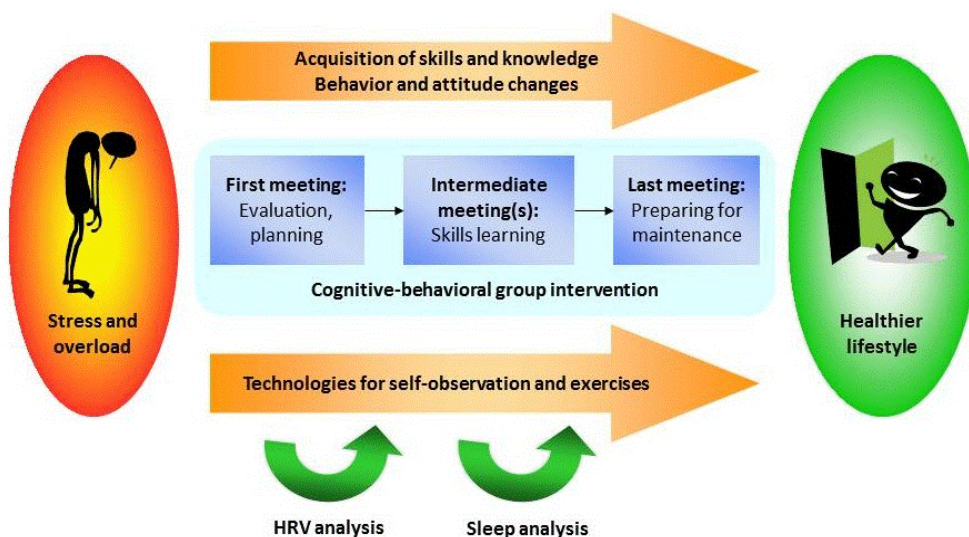 Acquisition of skills and knowledge
Behavior and attitude changes
First meeting:
Evaluation,
planning
Intermediate
meeting(s):
Skills learning
Last meeting:
Preparing for
maintenance
Cognitive-behavioral group intervention
Stress and
overload
Healthier
lifestyle
Technologies for self-observation and exercises
HRV analysis
Sleep analysis